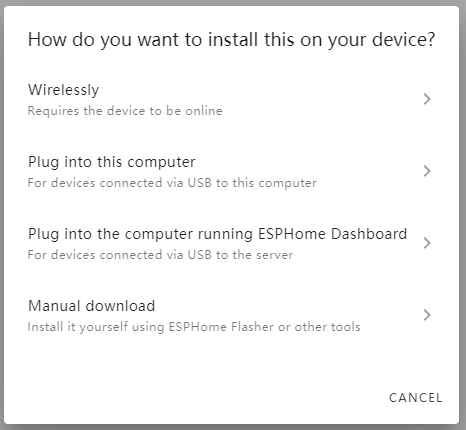 How do you want to install this on your device?
Wirelessly
Requires the device to be online
Plug into this computer
For devices connected via USB to this computer
Plug into the computer running ESPHome Dashboard
For devices connected via USB to the server
Manual download
Install it yourself using ESPHome Flasher or other tools
CANCEL